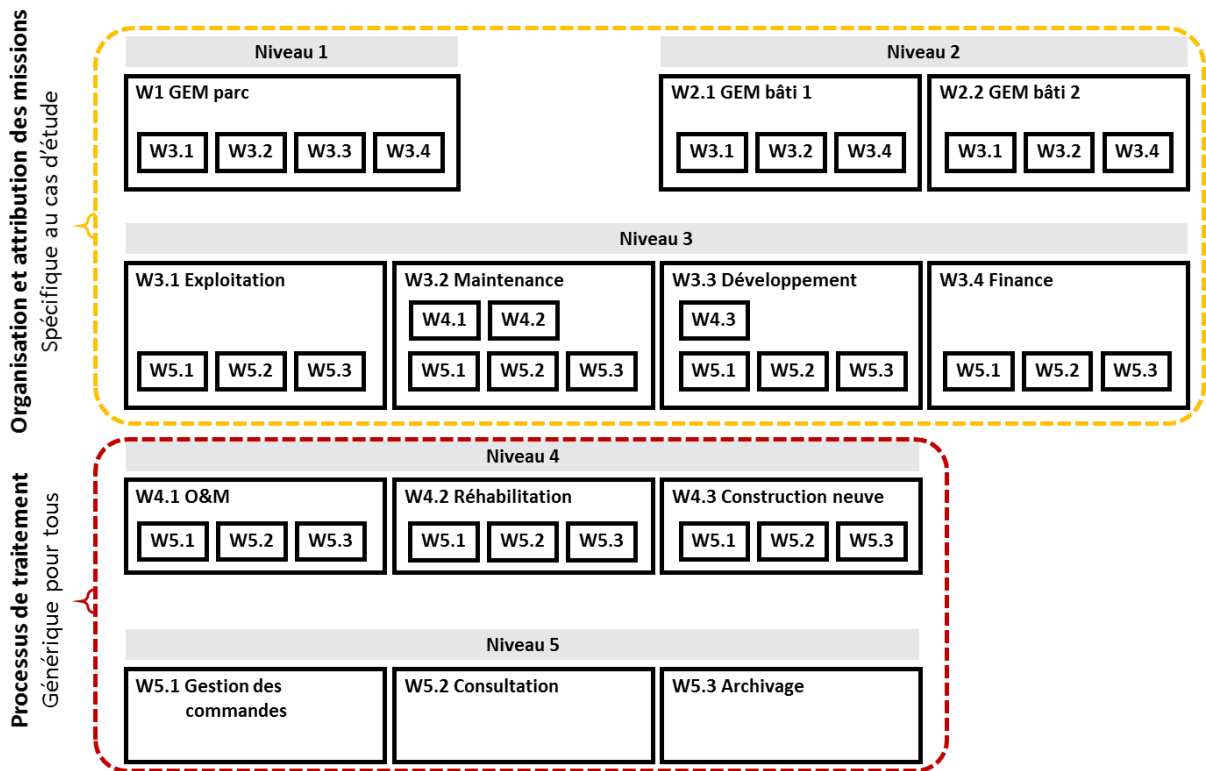 Organisation et attribution des missions
Spécifique au cas d'étude
Niveau 1
Niveau 2
W1 GEM parc
W3.1 W3.2 W3.3 W3.4
W2.1 GEM bâti 1
W3.1 W3.2 W3.4
W2.2 GEM bâti 2
W3.1 W3.2 W3.4
Niveau 3
W3.1 Exploitation
W5.1 W5.2 W5.3
W3.2 Maintenance
W4.1 W4.2
W5.1 W5.2 W5.3
W3.3 Développement
W4.3
W5.1 W5.2 W5.3
W3.4 Finance
W5.1 W5.2 W5.3
Processus de traitement
Générique pour tous
Niveau 4
W4.1 O&M
W5.1 W5.2 W5.3
W4.2 Réhabilitation
W5.1 W5.2 W5.3
W4.3 Construction neuve
W5.1 W5.2 W5.3
Niveau 5
W5.1 Gestion des
commandes
W5.2 Consultation
W5.3 Archivage